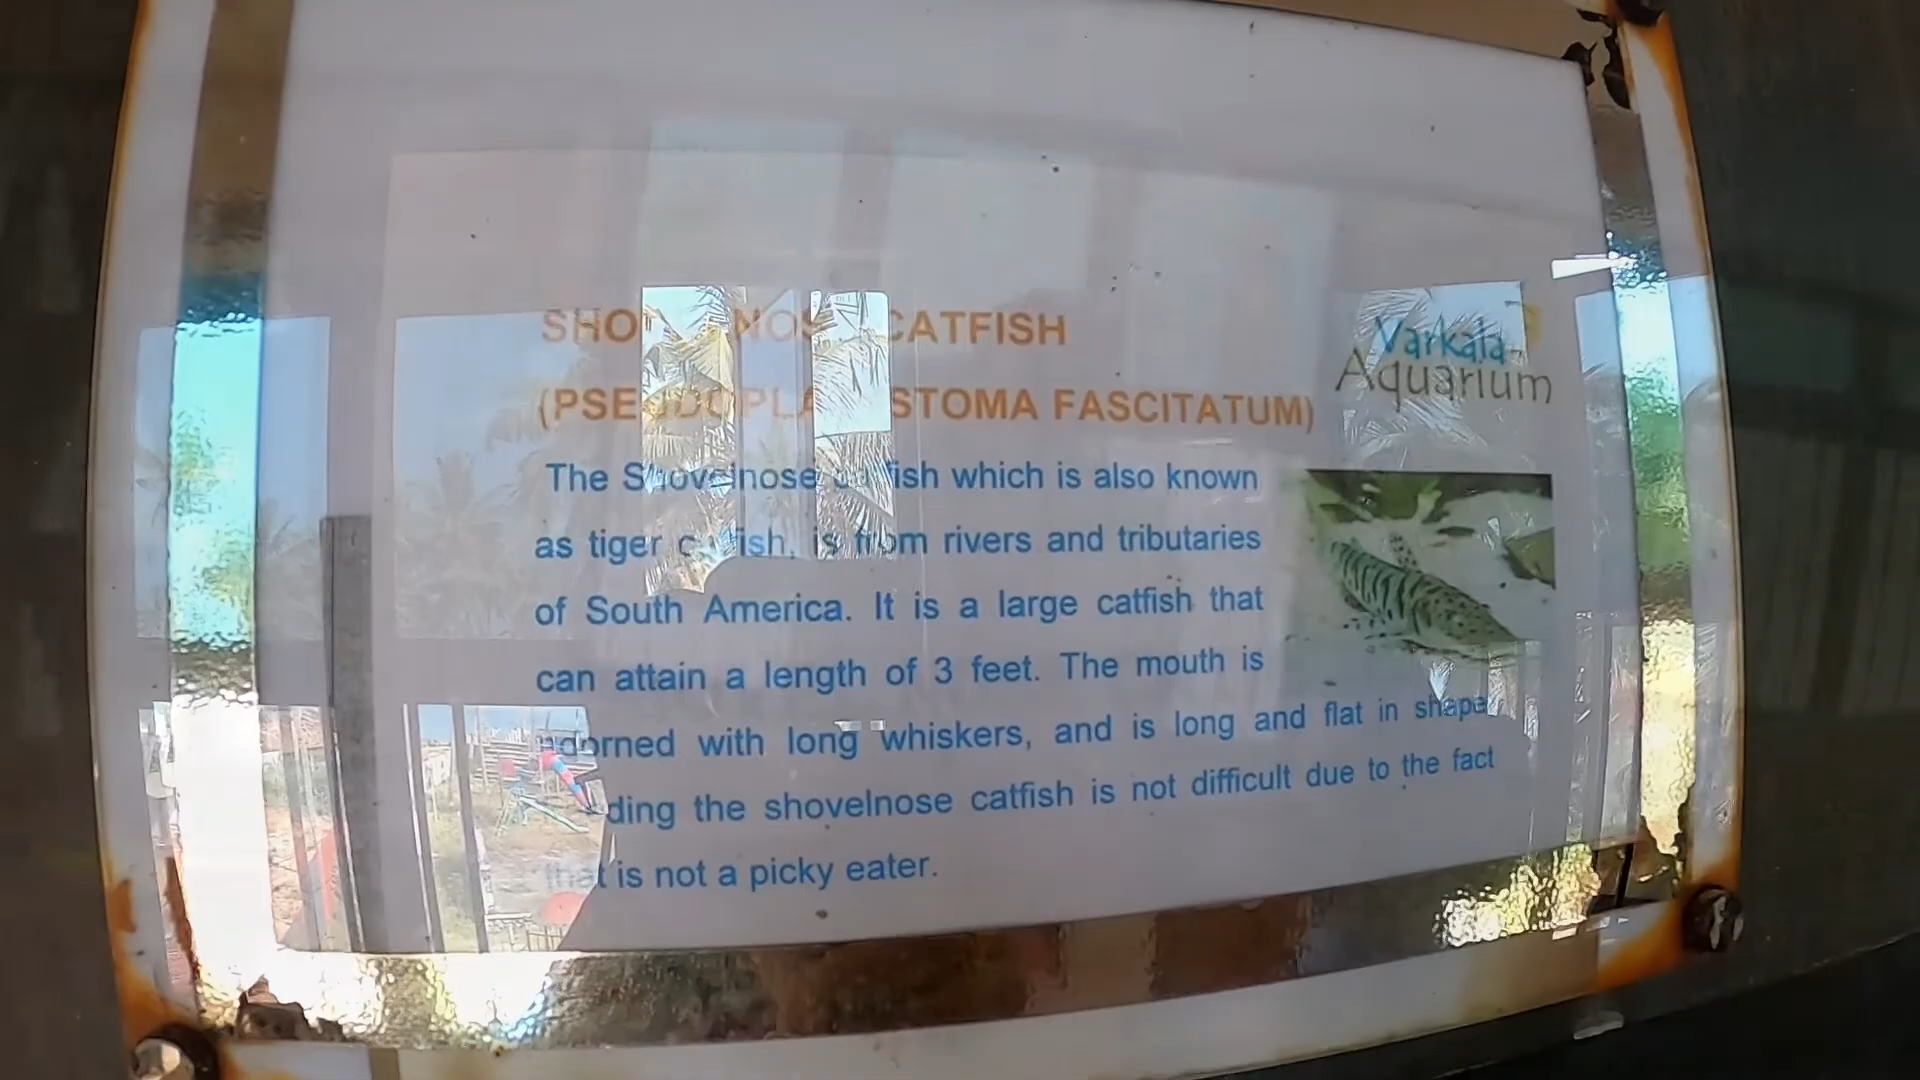 SHOVELNOSE CATFISH
Varkala
Aquarium
(PSEUDOPLATYSTOMA FASCITATUM)
The Shovelnose catfish which is also known
as tiger catfish, is from rivers and tributaries
of South America. It is a large catfish that
can attain a length of 3 feet. The mouth is
adorned with long whiskers, and is long and flat in shape
the shovelnose catfish is not difficult due to the fact
that is not a picky eater.